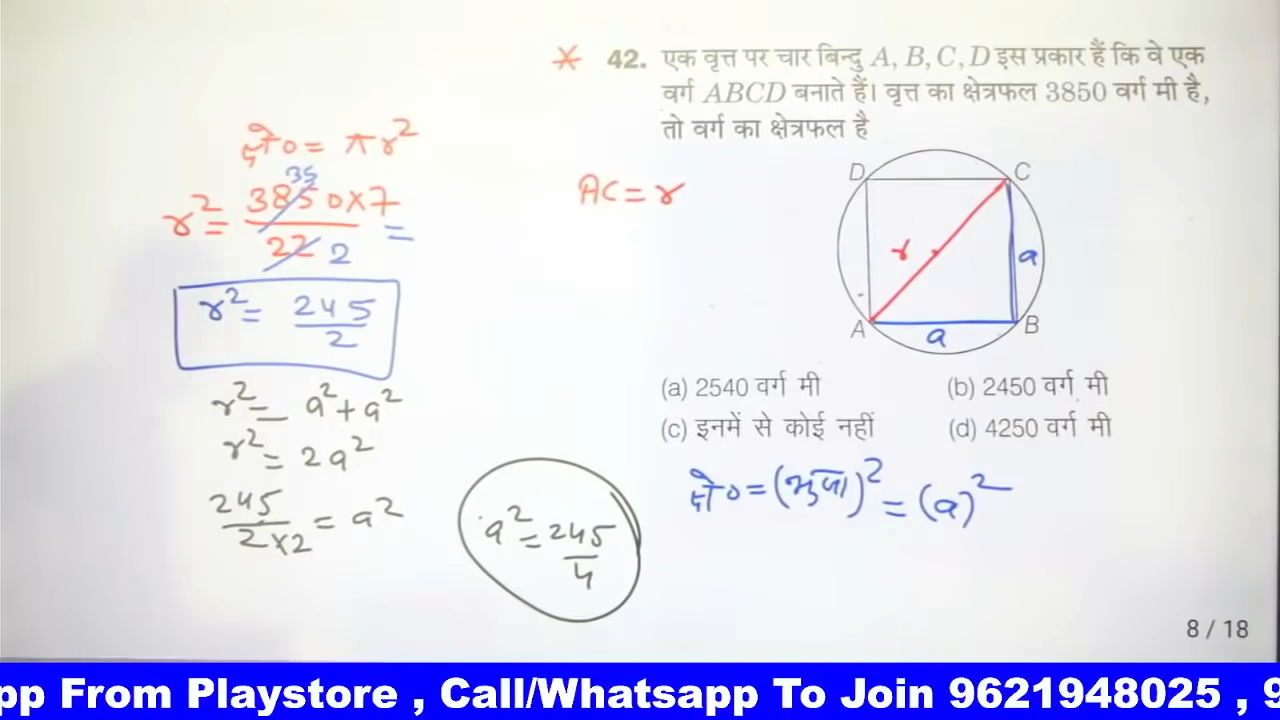 * 42. एक वृत्त पर चार बिन्दु A, B, C, D इस प्रकार हैं कि वे एक
वर्ग ABCD बनाते हैं। वृत्त का क्षेत्रफल 3850 वर्ग मी है,
तो वर्ग का क्षेत्रफल है
क्षे० = πr²
35
r² = 3850×7 / 22 2 =
r² = 245/2
r² = a² + a²
r² = 2a²
245/2×2 = a²
a² = 245/4
AC = r
D C
r a
A a B
(a) 2540 वर्ग मी (b) 2450 वर्ग मी
(c) इनमें से कोई नहीं (d) 4250 वर्ग मी
क्षे० = (भुजा)² = (a)²
8 / 18
pp From Playstore , Call/Whatsapp To Join 9621948025 , 9